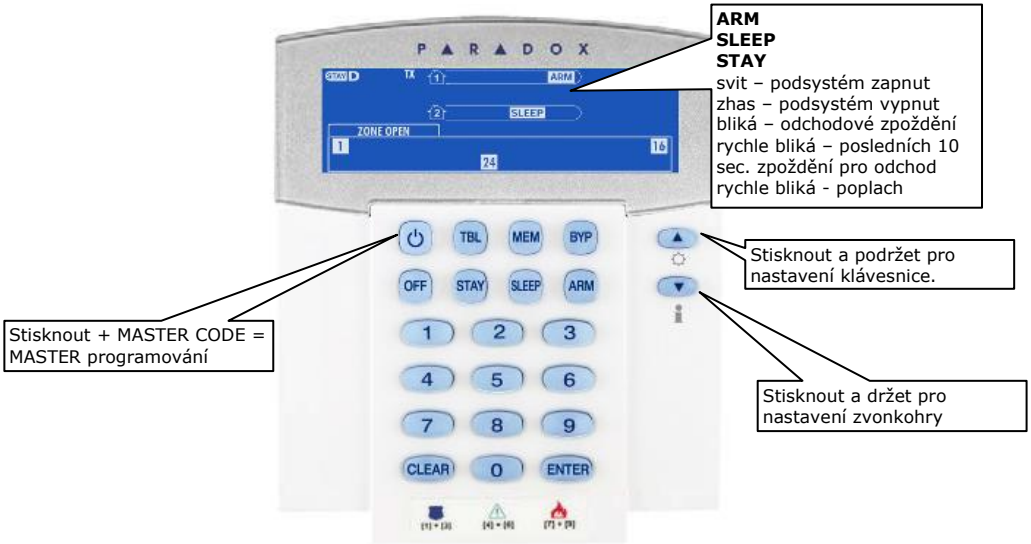 PARADOX
STAY D TX 1 ARM
2 SLEEP
ZONE OPEN
1 16
24
ARM
SLEEP
STAY
svit – podsystém zapnut
zhas – podsystém vypnut
bliká – odchodové zpoždění
rychle bliká – posledních 10
sec. zpoždění pro odchod
rychle bliká - poplach
TBL MEM BYP
OFF STAY SLEEP ARM
1 2 3
4 5 6
7 8 9
CLEAR 0 ENTER
[1] + [3] [4] + [6] [7] + [9]
Stisknout a podržet pro
nastavení klávesnice.
Stisknout + MASTER CODE =
MASTER programování
Stisknout a držet pro
nastavení zvonkohry